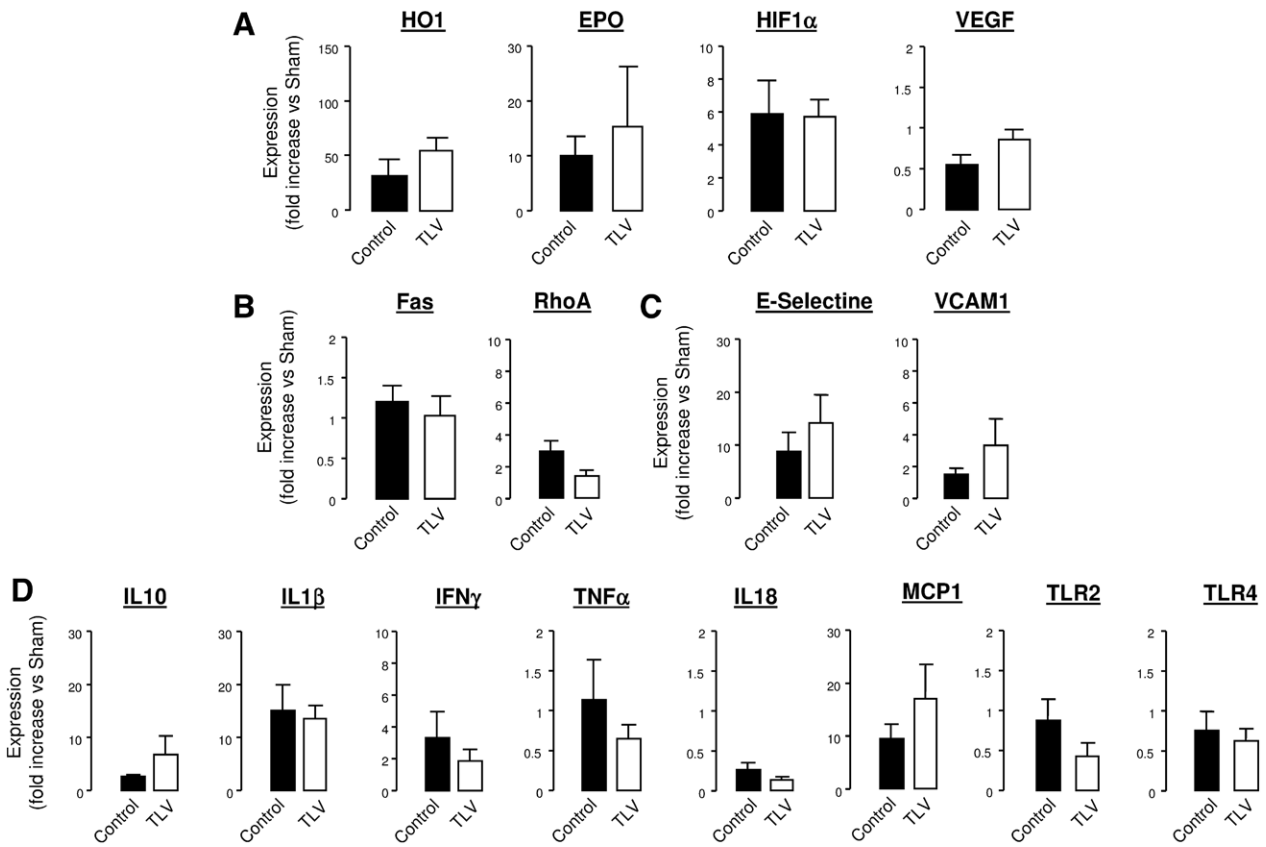 A
HO1
EPO
HIF1α
VEGF
Expression
(fold increase vs Sham)
150
100
50
0
Control
TLV
30
20
10
0
Control
TLV
10
8
6
4
2
0
Control
TLV
2
1.5
1
0.5
0
Control
TLV
B
Fas
RhoA
Expression
(fold increase vs Sham)
2
1.5
1
0.5
0
Control
TLV
10
8
6
4
2
0
Control
TLV
C
E-Selectine
VCAM1
Expression
(fold increase vs Sham)
30
20
10
0
Control
TLV
10
8
6
4
2
0
Control
TLV
D
IL10
IL1β
IFNγ
TNFα
IL18
MCP1
TLR2
TLR4
Expression
(fold increase vs Sham)
30
20
10
0
Control
TLV
30
20
10
0
Control
TLV
10
8
6
4
2
0
Control
TLV
2
1.5
1
0.5
0
Control
TLV
2
1.5
1
0.5
0
Control
TLV
30
20
10
0
Control
TLV
2
1.5
1
0.5
0
Control
TLV
2
1.5
1
0.5
0
Control
TLV